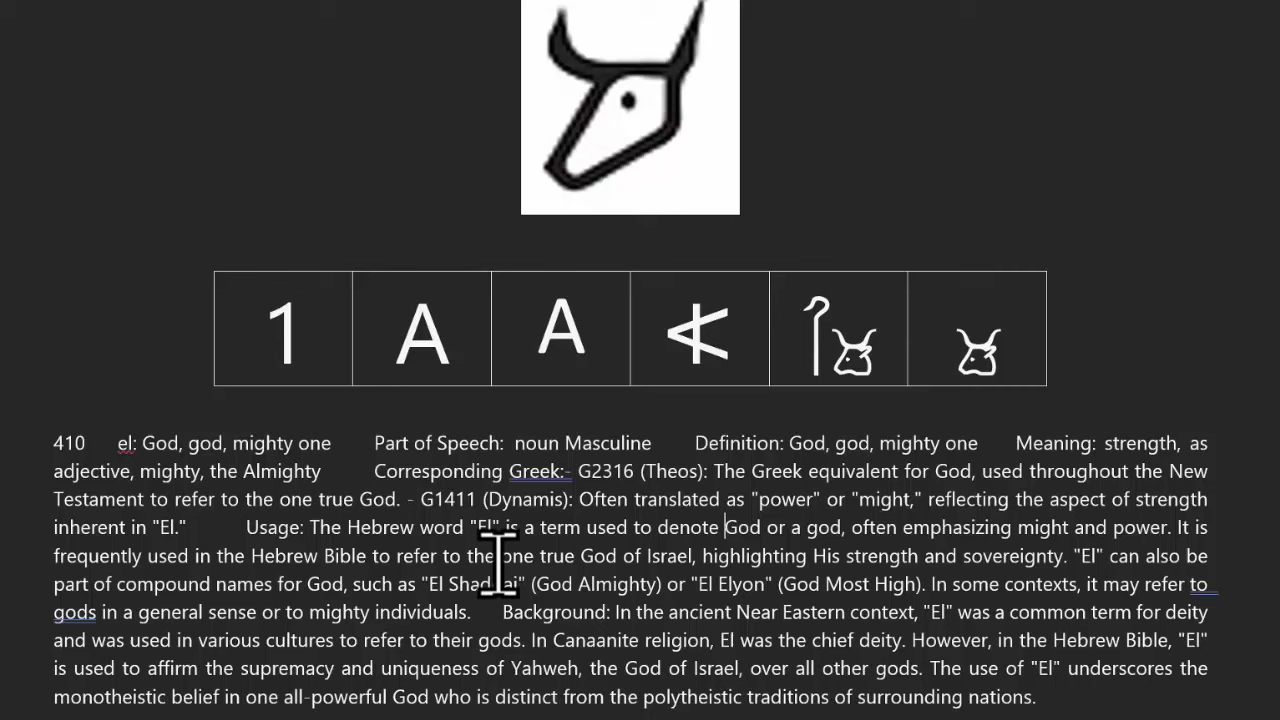 1 A A 𐤀
410 el: God, god, mighty one Part of Speech: noun Masculine Definition: God, god, mighty one Meaning: strength, as
adjective, mighty, the Almighty Corresponding Greek:- G2316 (Theos): The Greek equivalent for God, used throughout the New
Testament to refer to the one true God. - G1411 (Dynamis): Often translated as "power" or "might," reflecting the aspect of strength
inherent in "El." Usage: The Hebrew word "El" is a term used to denote God or a god, often emphasizing might and power. It is
frequently used in the Hebrew Bible to refer to the one true God of Israel, highlighting His strength and sovereignty. "El" can also be
part of compound names for God, such as "El Shaddai" (God Almighty) or "El Elyon" (God Most High). In some contexts, it may refer to
gods in a general sense or to mighty individuals. Background: In the ancient Near Eastern context, "El" was a common term for deity
and was used in various cultures to refer to their gods. In Canaanite religion, El was the chief deity. However, in the Hebrew Bible, "El"
is used to affirm the supremacy and uniqueness of Yahweh, the God of Israel, over all other gods. The use of "El" underscores the
monotheistic belief in one all-powerful God who is distinct from the polytheistic traditions of surrounding nations.